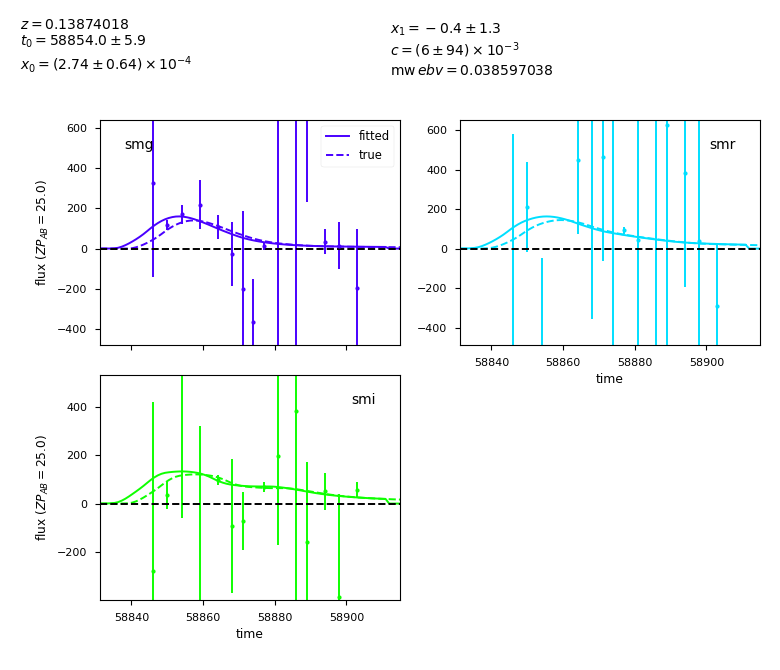 z = 0.13874018
t₀ = 58854.0 ± 5.9
x₀ = (2.74 ± 0.64) × 10⁻⁴
x₁ = −0.4 ± 1.3
c = (6 ± 94) × 10⁻³
mw ebv = 0.038597038
smg
fitted
true
600
400
200
0
−200
−400
flux (ZP_AB = 25.0)
smr
600
400
200
0
−200
−400
58840 58860 58880 58900
time
smi
400
200
0
−200
flux (ZP_AB = 25.0)
58840 58860 58880 58900
time